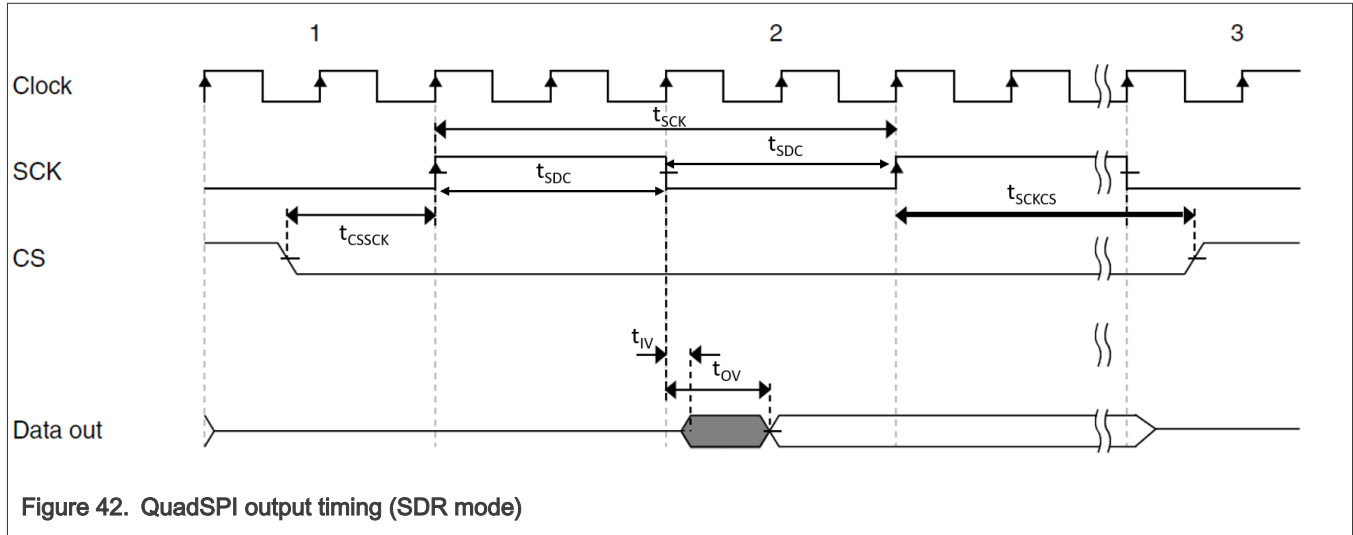 1 2 3
Clock
tSCK
tSDC
SCK
tSDC
tSCKCS
tCSSCK
CS
tIV
tOV
Data out
Figure 42. QuadSPI output timing (SDR mode)